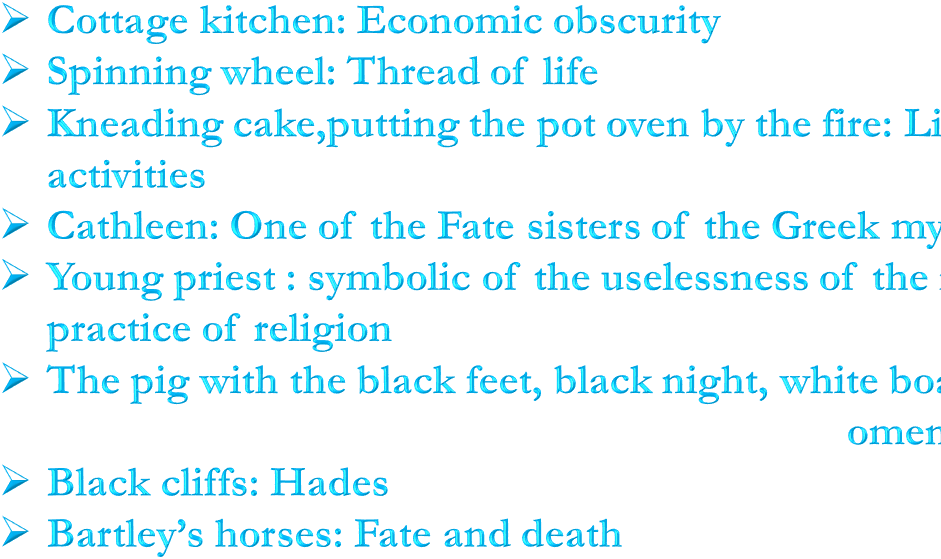 ➢ Cottage kitchen: Economic obscurity
➢ Spinning wheel: Thread of life
➢ Kneading cake,putting the pot oven by the fire: Li
activities
➢ Cathleen: One of the Fate sisters of the Greek my
➢ Young priest : symbolic of the uselessness of the
practice of religion
➢ The pig with the black feet, black night, white boa
omen
➢ Black cliffs: Hades
➢ Bartley’s horses: Fate and death